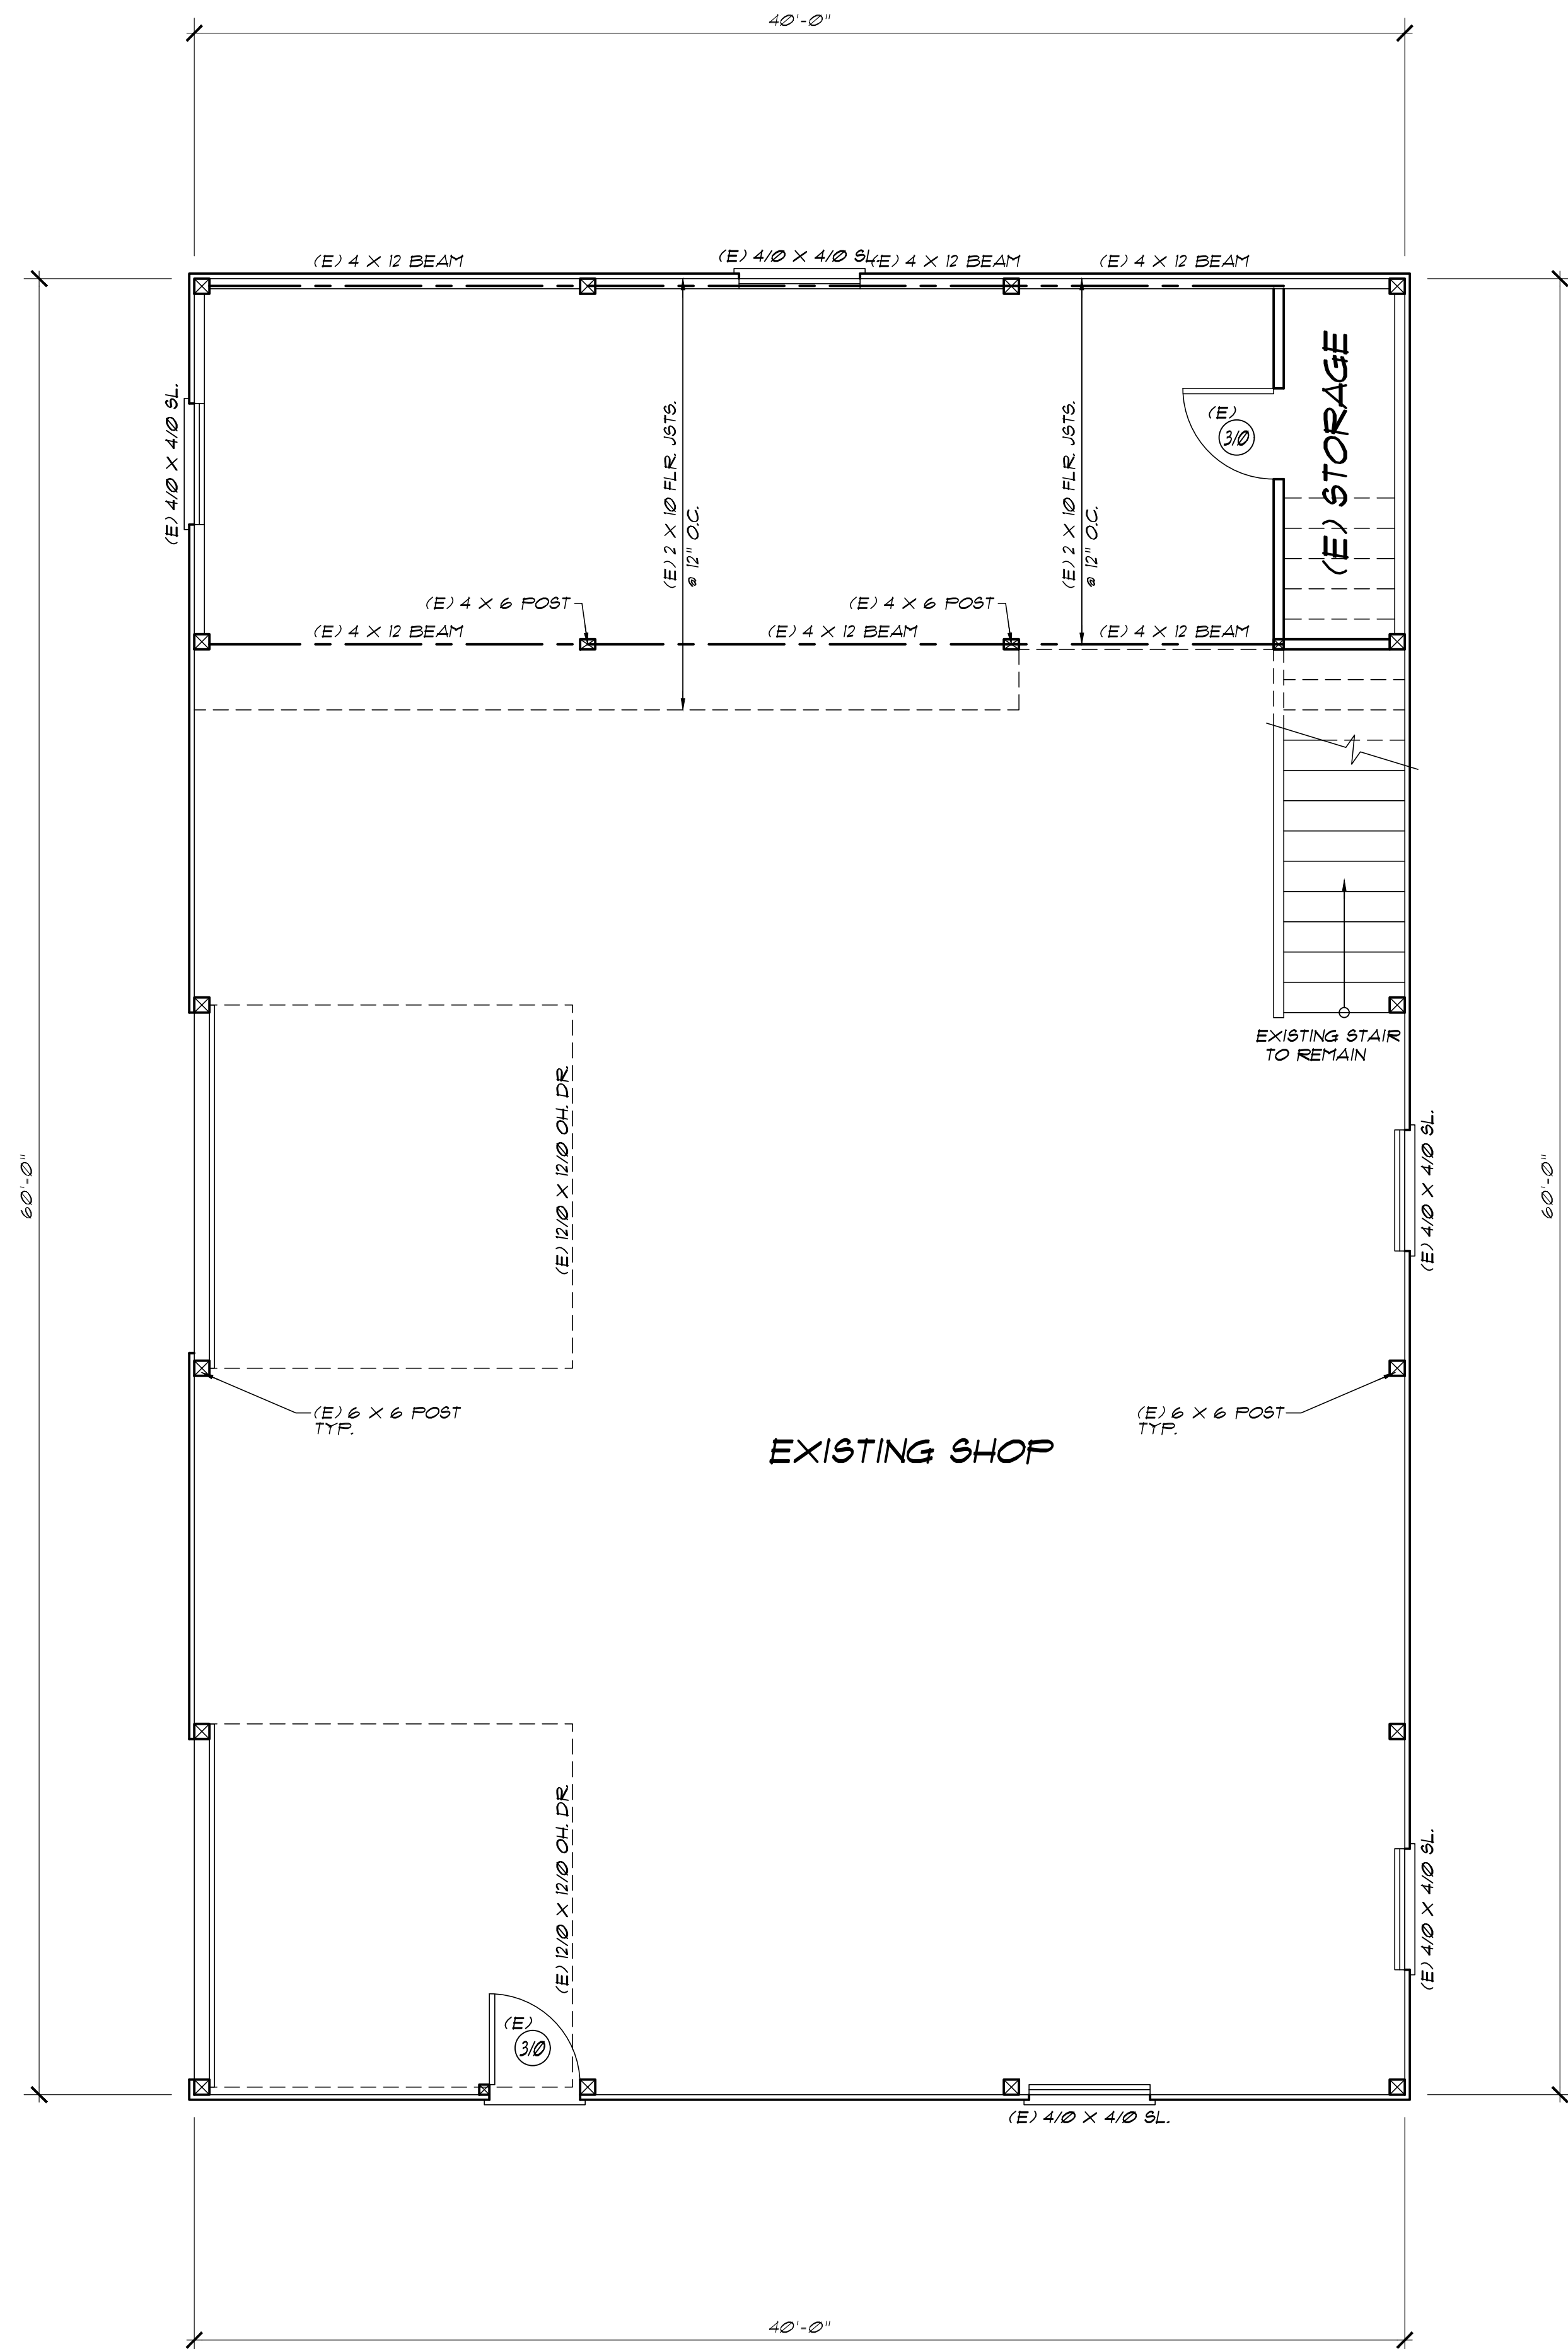 40'-0"
(E) 4 X 12 BEAM
(E) 4/0 X 4/0 SL.
(E) 4 X 12 BEAM
(E) 4 X 12 BEAM
(E) 4/0 X 4/0 SL.
(E) 2 X 10 FLR. JSTS.
@ 12" O.C.
(E) 2 X 10 FLR. JSTS.
@ 12" O.C.
(E)
3/0
(E) STORAGE
(E) 4 X 6 POST
(E) 4 X 6 POST
(E) 4 X 12 BEAM
(E) 4 X 12 BEAM
(E) 4 X 12 BEAM
EXISTING STAIR
TO REMAIN
60'-0"
(E) 12/0 X 12/0 OH. DR.
(E) 4/0 X 4/0 SL.
60'-0"
(E) 6 X 6 POST
TYP.
(E) 6 X 6 POST
TYP.
EXISTING SHOP
(E) 12/0 X 12/0 OH. DR.
(E) 4/0 X 4/0 SL.
(E)
3/0
(E) 4/0 X 4/0 SL.
40'-0"